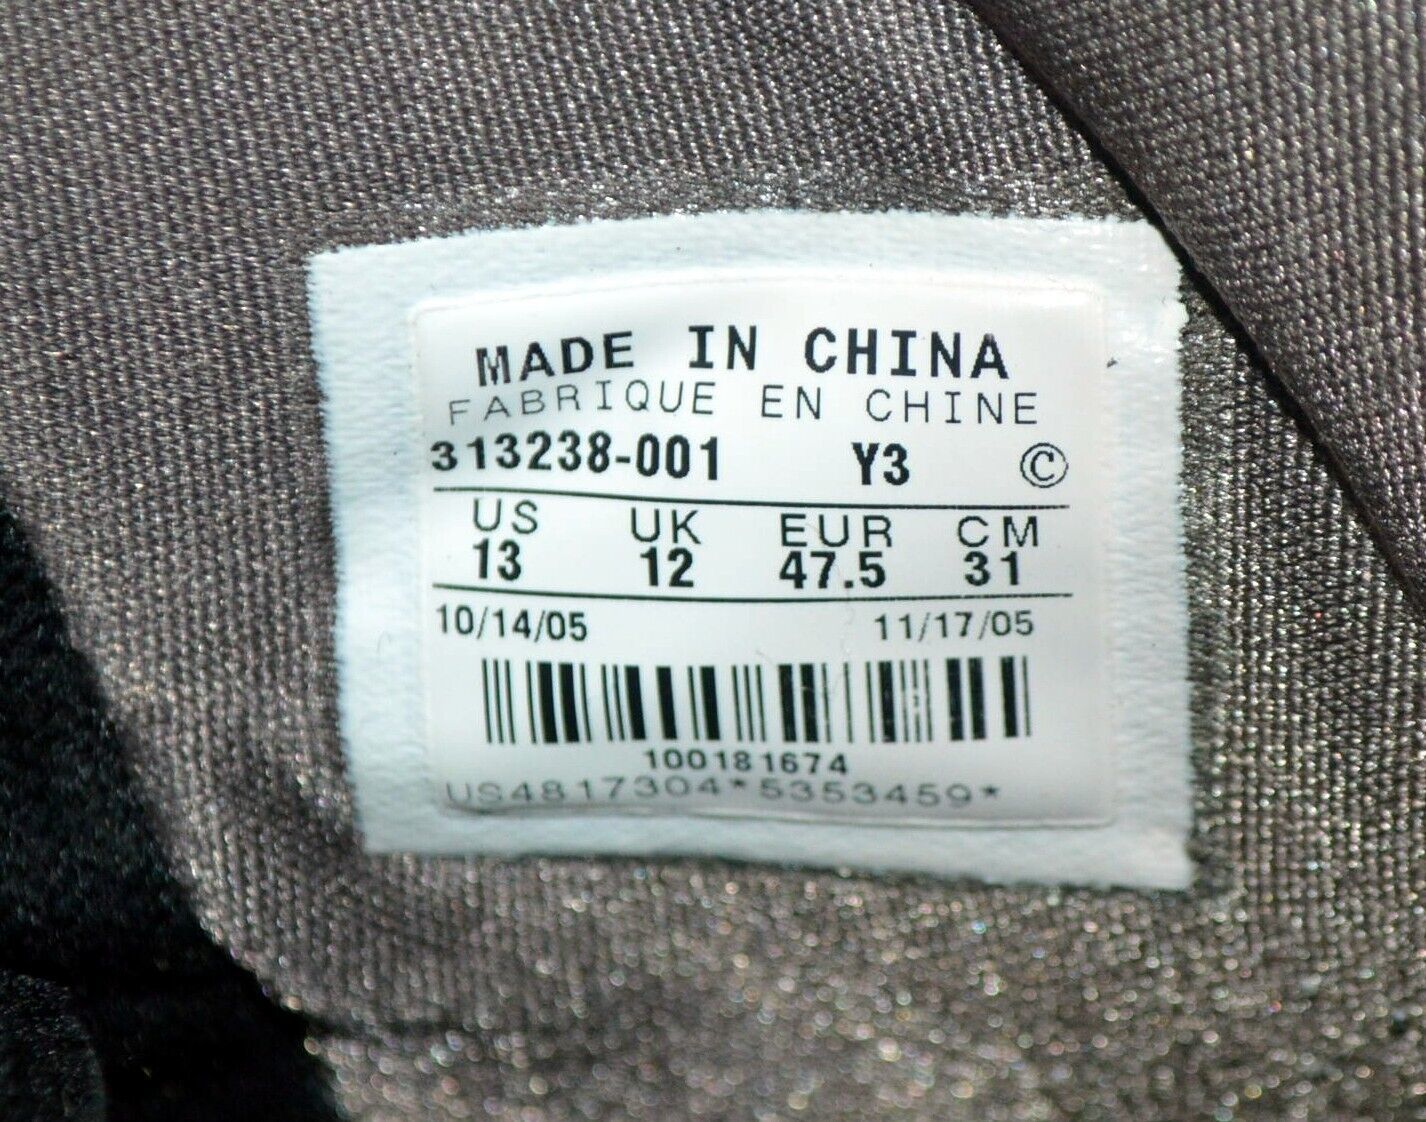 MADE IN CHINA
FABRIQUE EN CHINE
313238-001 Y3 ©
US UK EUR CM
13 12 47.5 31
10/14/05 11/17/05
100181674
US4817304*5353459*